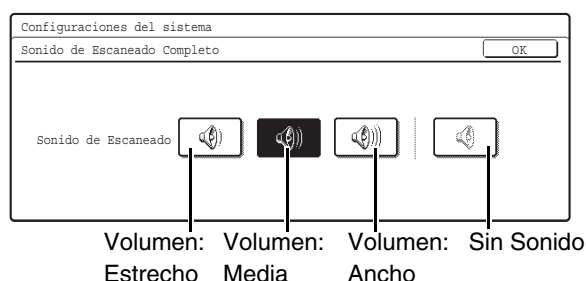 Configuraciones del sistema
Sonido de Escaneado Completo
OK
Sonido de Escaneado
Volumen: Estrecho
Volumen: Media
Volumen: Ancho
Sin Sonido